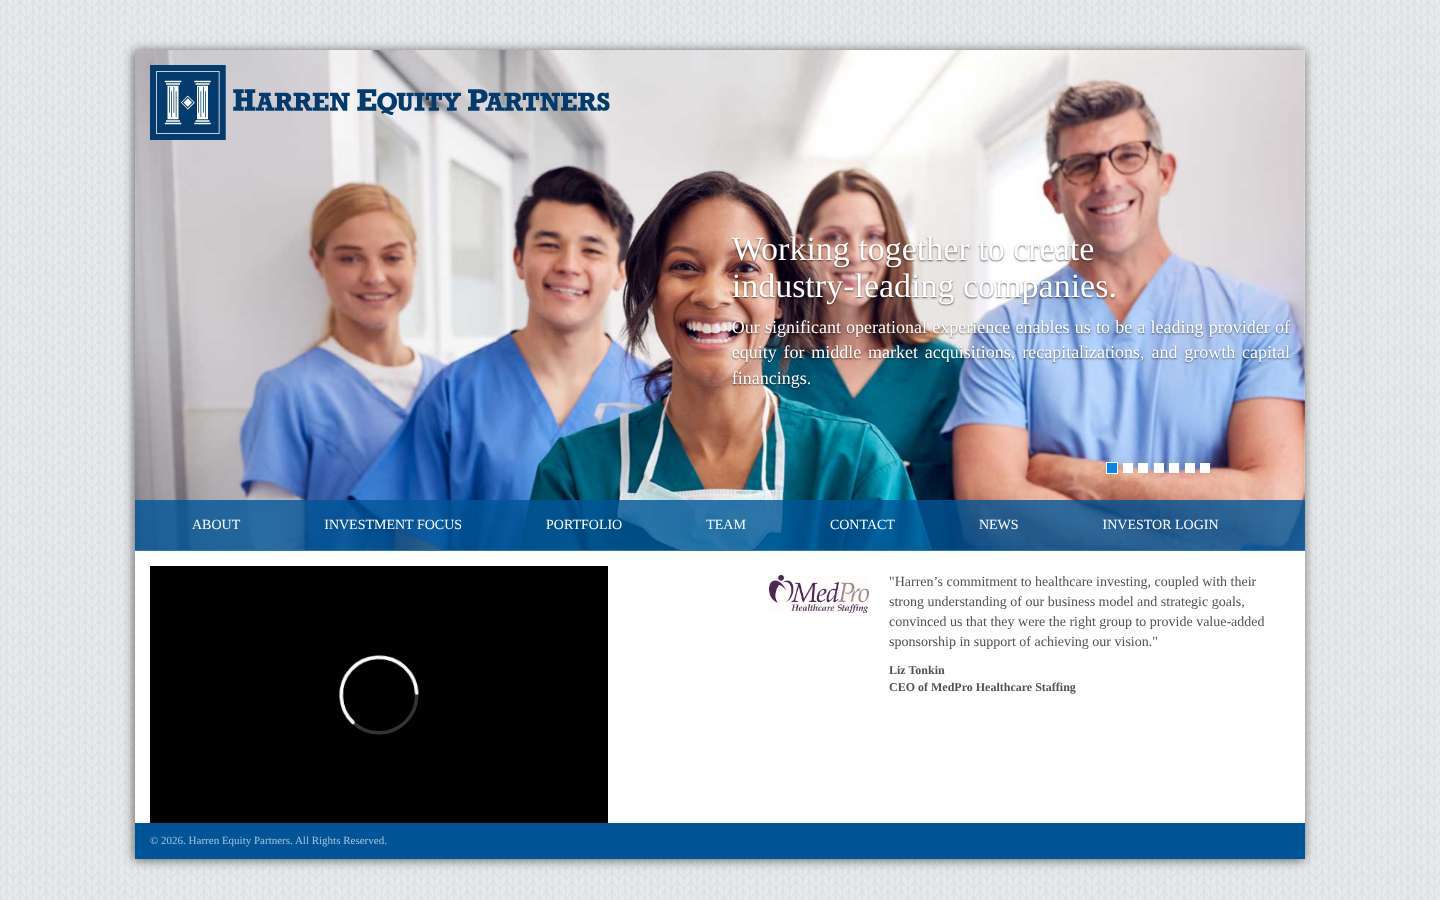 HARREN EQUITY PARTNERS
Working together to create
industry-leading companies.
Our significant operational experience enables us to be a leading provider of
equity for middle market acquisitions, recapitalizations, and growth capital
financings.
ABOUT INVESTMENT FOCUS PORTFOLIO TEAM CONTACT NEWS INVESTOR LOGIN
MedPro
Healthcare Staffing
"Harren’s commitment to healthcare investing, coupled with their
strong understanding of our business model and strategic goals,
convinced us that they were the right group to provide value-added
sponsorship in support of achieving our vision."
Liz Tonkin
CEO of MedPro Healthcare Staffing
© 2026. Harren Equity Partners. All Rights Reserved.